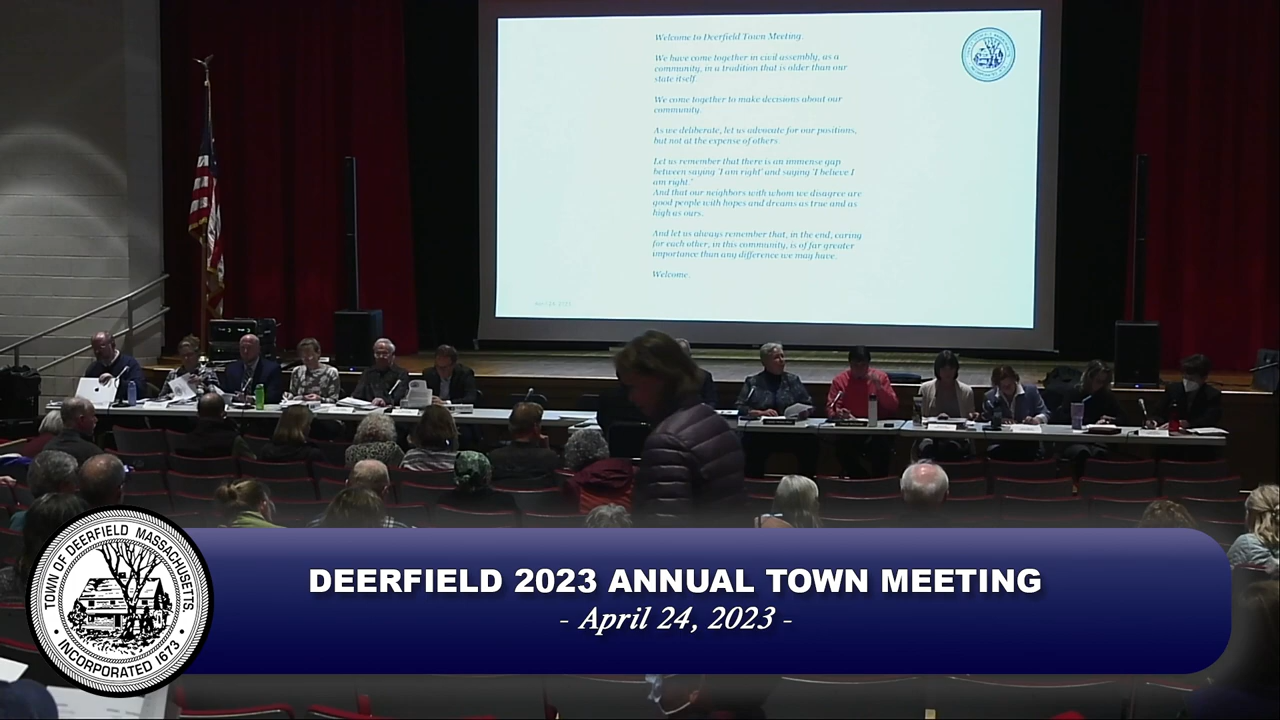 Welcome to Deerfield Town Meeting.
We have come together in civil assembly, as a
community, in a tradition that is older than our
state itself.
We come together to make decisions about our
community.
As we deliberate, let us advocate for our positions,
but not at the expense of others.
Let us remember that there is an immense gap
between saying "I am right" and saying "I believe I
am right."
And that our neighbors with whom we disagree are
good people with hopes and dreams as true and as
high as ours.
And let us always remember that, in the end, caring
for each other, in this community, is of far greater
importance than any difference we may have.
Welcome.
April 24, 2023
TOWN OF DEERFIELD MASSACHUSETTS.
• INCORPORATED 1673 •
DEERFIELD 2023 ANNUAL TOWN MEETING
- April 24, 2023 -